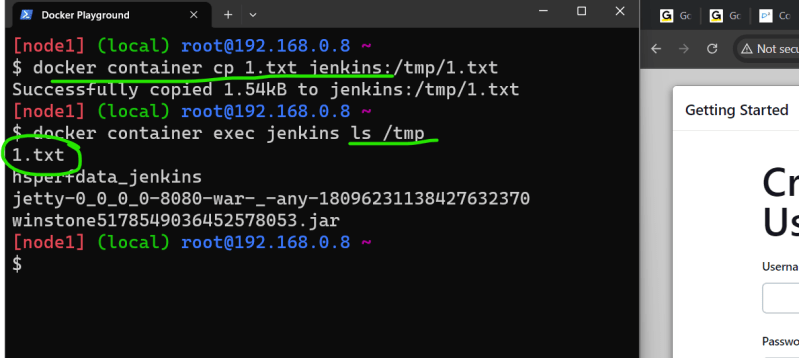 Docker Playground
[node1] (local) root@192.168.0.8 ~
$ docker container cp 1.txt jenkins:/tmp/1.txt
Successfully copied 1.54kB to jenkins:/tmp/1.txt
[node1] (local) root@192.168.0.8 ~
$ docker container exec jenkins ls /tmp
1.txt
hsperfdata_jenkins
jetty-0_0_0_0-8080-war-_-any-18096231138427632370
winstone5178549036452578053.jar
[node1] (local) root@192.168.0.8 ~
$
Gc
Gc
Co
Not secu
Getting Started
Cr
Us
Userna
Passwo